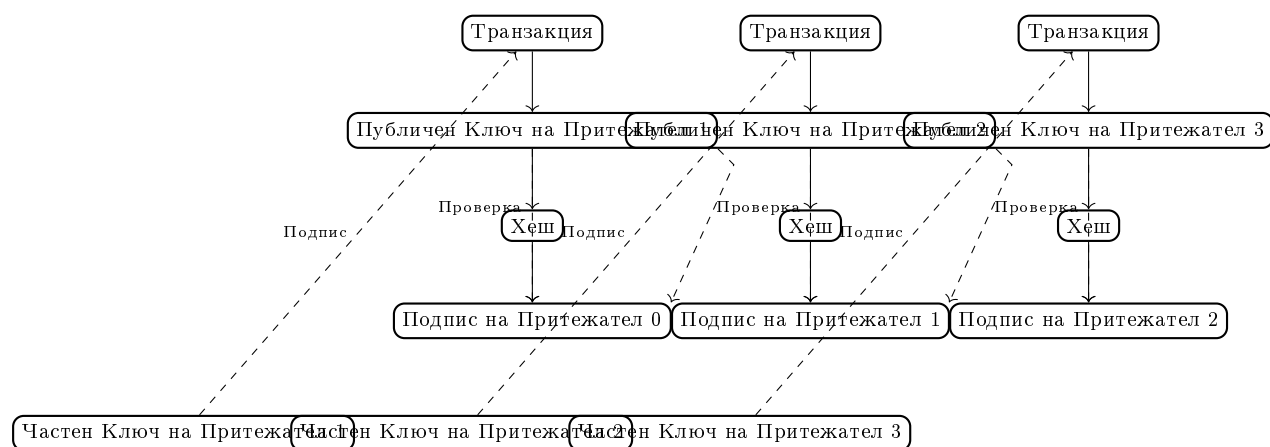 Транзакция Транзакция Транзакция
Публичен Ключ на Притежател 1 Публичен Ключ на Притежател 2 Публичен Ключ на Притежател 3
Проверка Проверка Проверка
Хеш Хеш Хеш
Подпис Подпис Подпис
Подпис на Притежател 0 Подпис на Притежател 1 Подпис на Притежател 2
Частен Ключ на Притежател 1 Частен Ключ на Притежател 2 Частен Ключ на Притежател 3